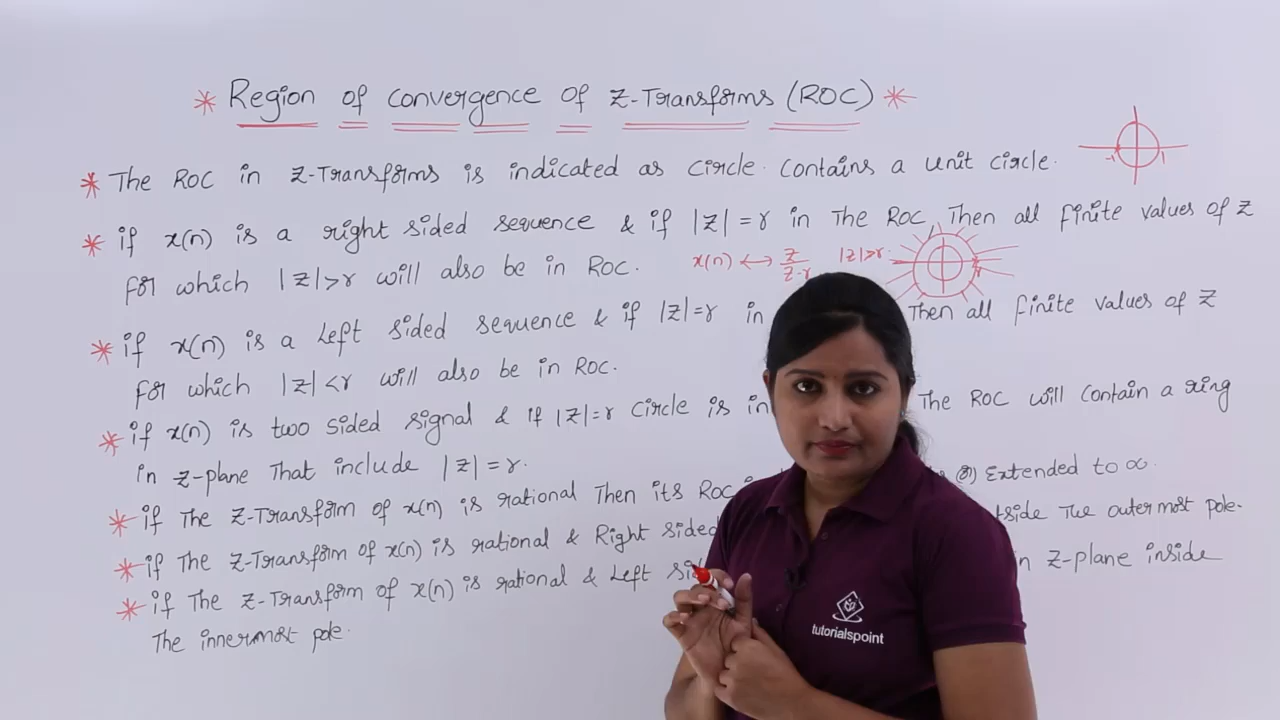 * Region of convergence of Z-Transforms (ROC) *
* The ROC in Z-Transforms is indicated as circle. contains a unit circle.
-1 1
* if x(n) is a right sided sequence & if |z| = r in The ROC, Then all finite values of z
for which |z| > r will also be in ROC.
x(n) ↔ z/z-r |z|>r.
* if x(n) is a Left sided sequence & if |z| = r in Then all finite values of z
for which |z| < r will also be in ROC.
* if x(n) is two sided signal & if |z| = r circle is in The ROC will contain a ring
in z-plane That include |z| = r.
* if The Z-Transform of x(n) is rational Then its ROC Extended to ∞.
* if The Z-Transform of x(n) is rational & Right sided The outermost pole.
* if The Z-Transform of x(n) is rational & Left in z-plane inside
The innermost pole.
tutorialspoint